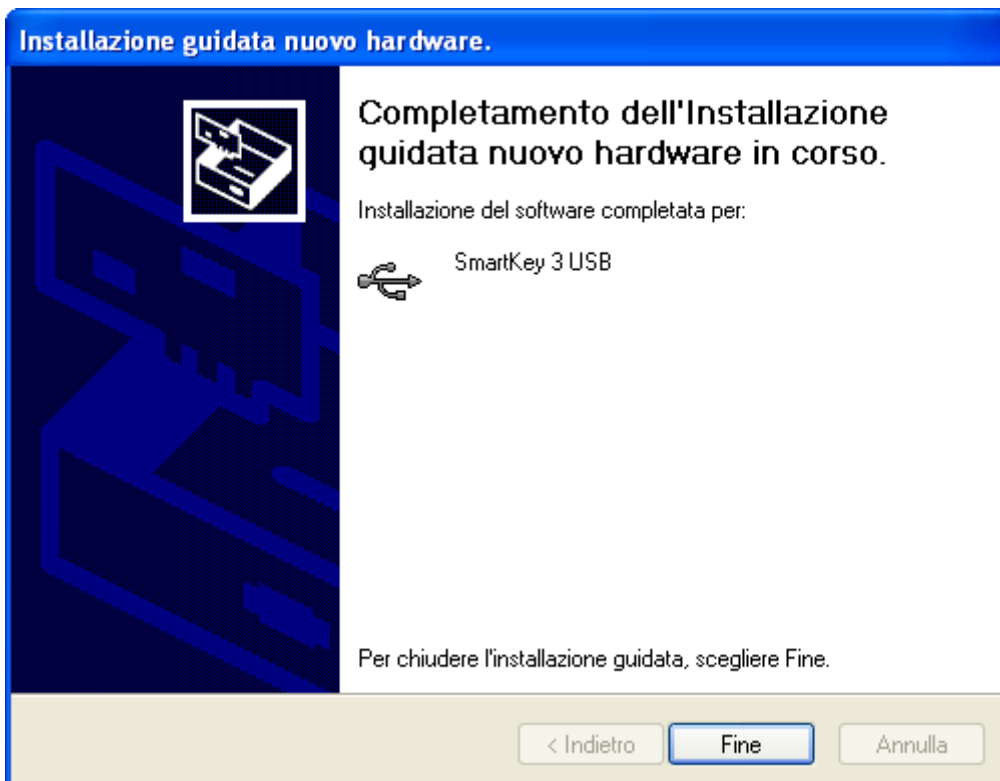 Installazione guidata nuovo hardware.
Completamento dell'Installazione
guidata nuovo hardware in corso.
Installazione del software completata per:
SmartKey 3 USB
Per chiudere l'installazione guidata, scegliere Fine.
< Indietro
Fine
Annulla